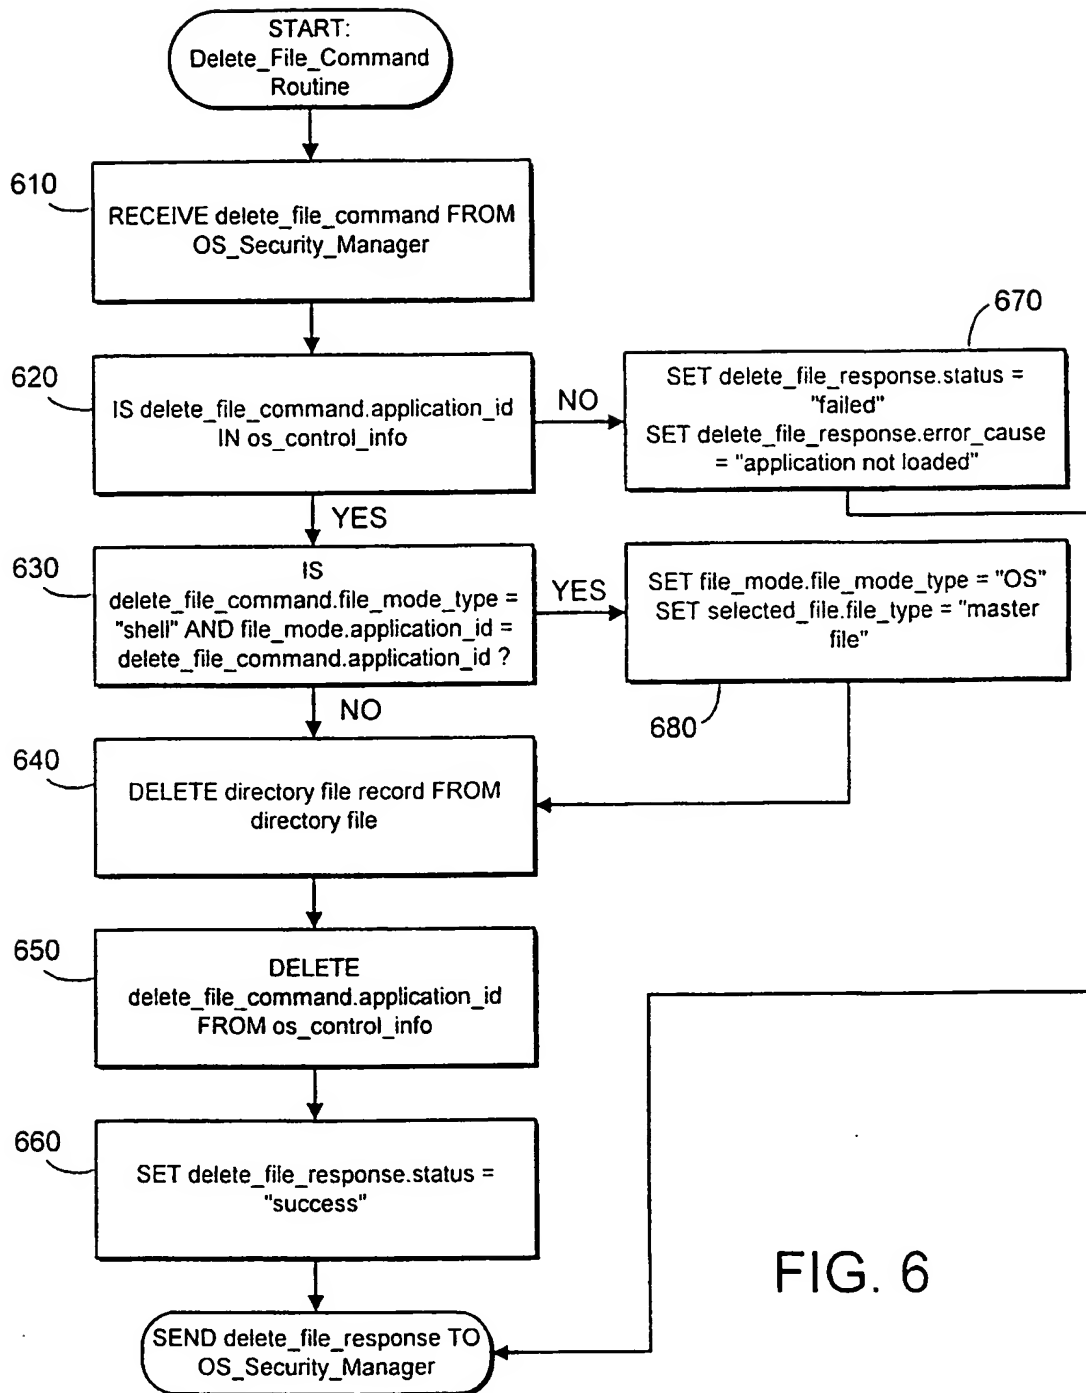 START:
Delete_File_Command
Routine
610
RECEIVE delete_file_command FROM
OS_Security_Manager
620
IS delete_file_command.application_id
IN os_control_info
NO
670
SET delete_file_response.status =
"failed"
SET delete_file_response.error_cause
= "application not loaded"
YES
630
IS
delete_file_command.file_mode_type =
"shell" AND file_mode.application_id =
delete_file_command.application_id ?
YES
SET file_mode.file_mode_type = "OS"
SET selected_file.file_type = "master
file"
680
NO
640
DELETE directory file record FROM
directory file
650
DELETE
delete_file_command.application_id
FROM os_control_info
660
SET delete_file_response.status =
"success"
SEND delete_file_response TO
OS_Security_Manager
FIG. 6